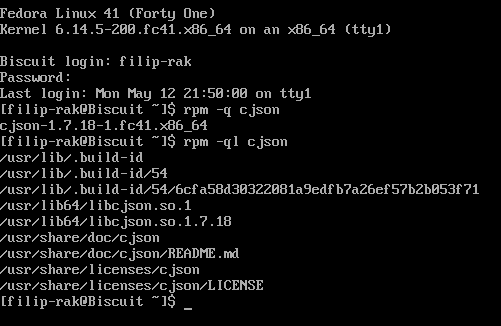 Fedora Linux 41 (Forty One)
Kernel 6.14.5-200.fc41.x86_64 on an x86_64 (tty1)

Biscuit login: filip-rak
Password:
Last login: Mon May 12 21:50:00 on tty1
[filip-rak@Biscuit ~]$ rpm -q cjson
cjson-1.7.18-1.fc41.x86_64
[filip-rak@Biscuit ~]$ rpm -ql cjson
/usr/lib/.build-id
/usr/lib/.build-id/54
/usr/lib/.build-id/54/6cfa58d30322081a9edfb7a26ef57b2b053f71
/usr/lib64/libcjson.so.1
/usr/lib64/libcjson.so.1.7.18
/usr/share/doc/cjson
/usr/share/doc/cjson/README.md
/usr/share/licenses/cjson
/usr/share/licenses/cjson/LICENSE
[filip-rak@Biscuit ~]$ _